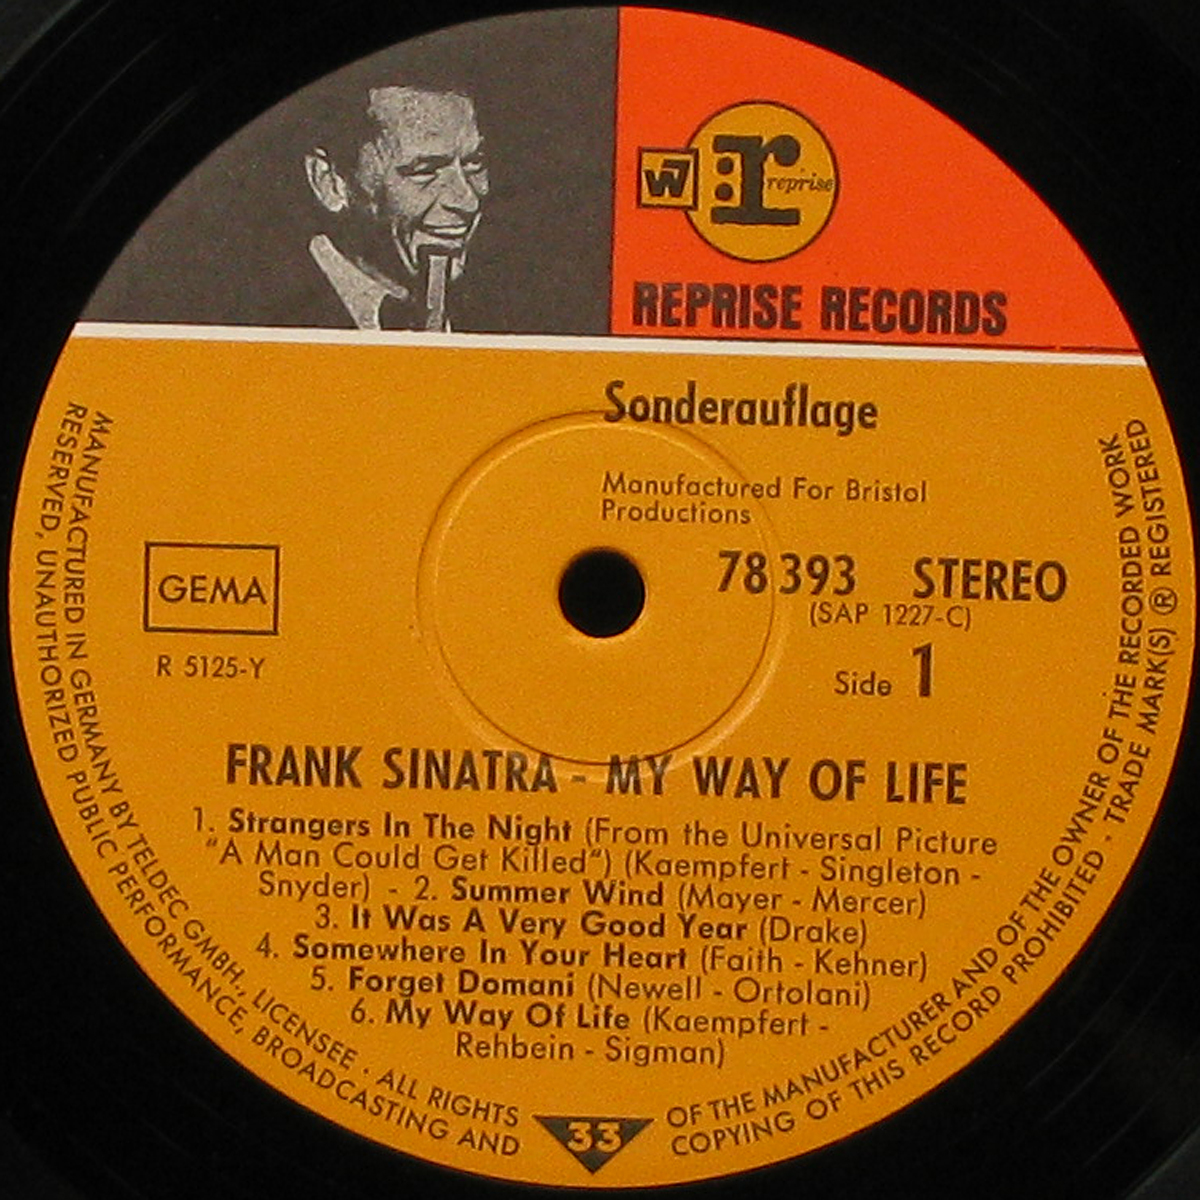 W7
r
reprise
REPRISE RECORDS
Sonderauflage
Manufactured For Bristol
Productions
78 393 STEREO
(SAP 1227-C)
GEMA
R 5125-Y
Side 1
FRANK SINATRA - MY WAY OF LIFE
1. Strangers In The Night (From the Universal Picture
"A Man Could Get Killed“) (Kaempfert - Singleton -
Snyder) - 2. Summer Wind (Mayer - Mercer)
3. It Was A Very Good Year (Drake)
4. Somewhere In Your Heart (Faith - Kehner)
5. Forget Domani (Newell - Ortolani)
6. My Way Of Life (Kaempfert -
Rehbein - Sigman)
MANUFACTURED IN GERMANY BY TELDEC GMBH., LICENSEE . ALL RIGHTS OF THE MANUFACTURER AND OF THE OWNER OF THE RECORDED WORK
RESERVED, UNAUTHORIZED PUBLIC PERFORMANCE, BROADCASTING AND COPYING OF THIS RECORD PROHIBITED . TRADE MARK(S) ® REGISTERED
33